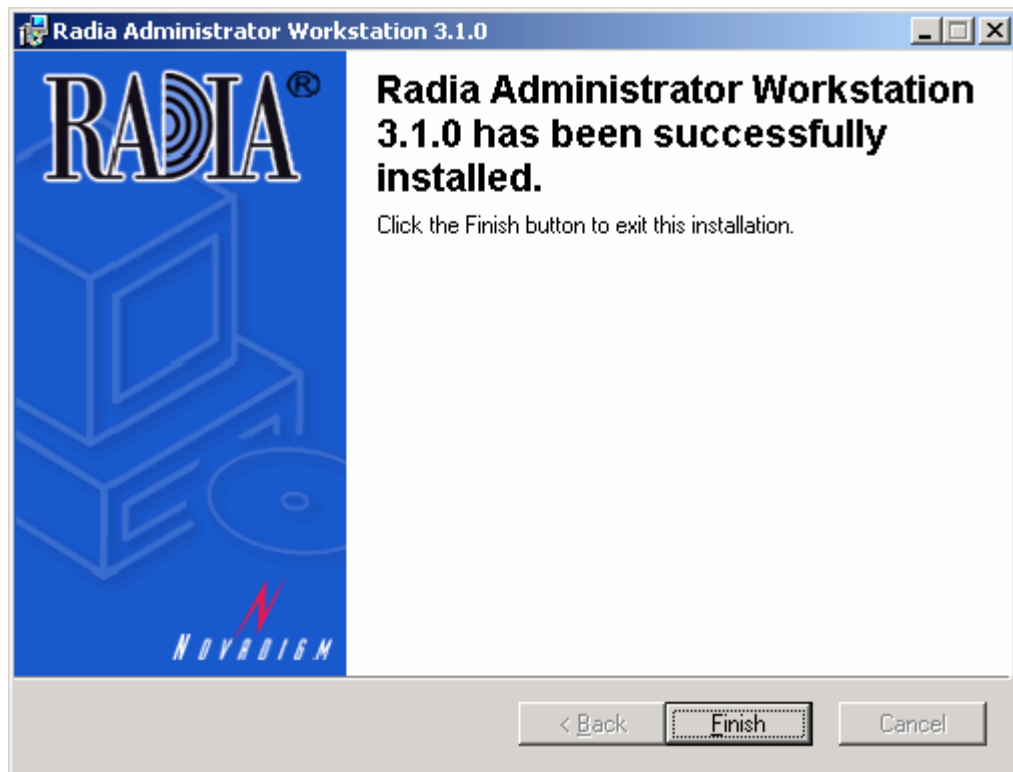 Radia Administrator Workstation 3.1.0
RADIA®
Radia Administrator Workstation
3.1.0 has been successfully
installed.
Click the Finish button to exit this installation.
NOVADIGM
< Back
Finish
Cancel